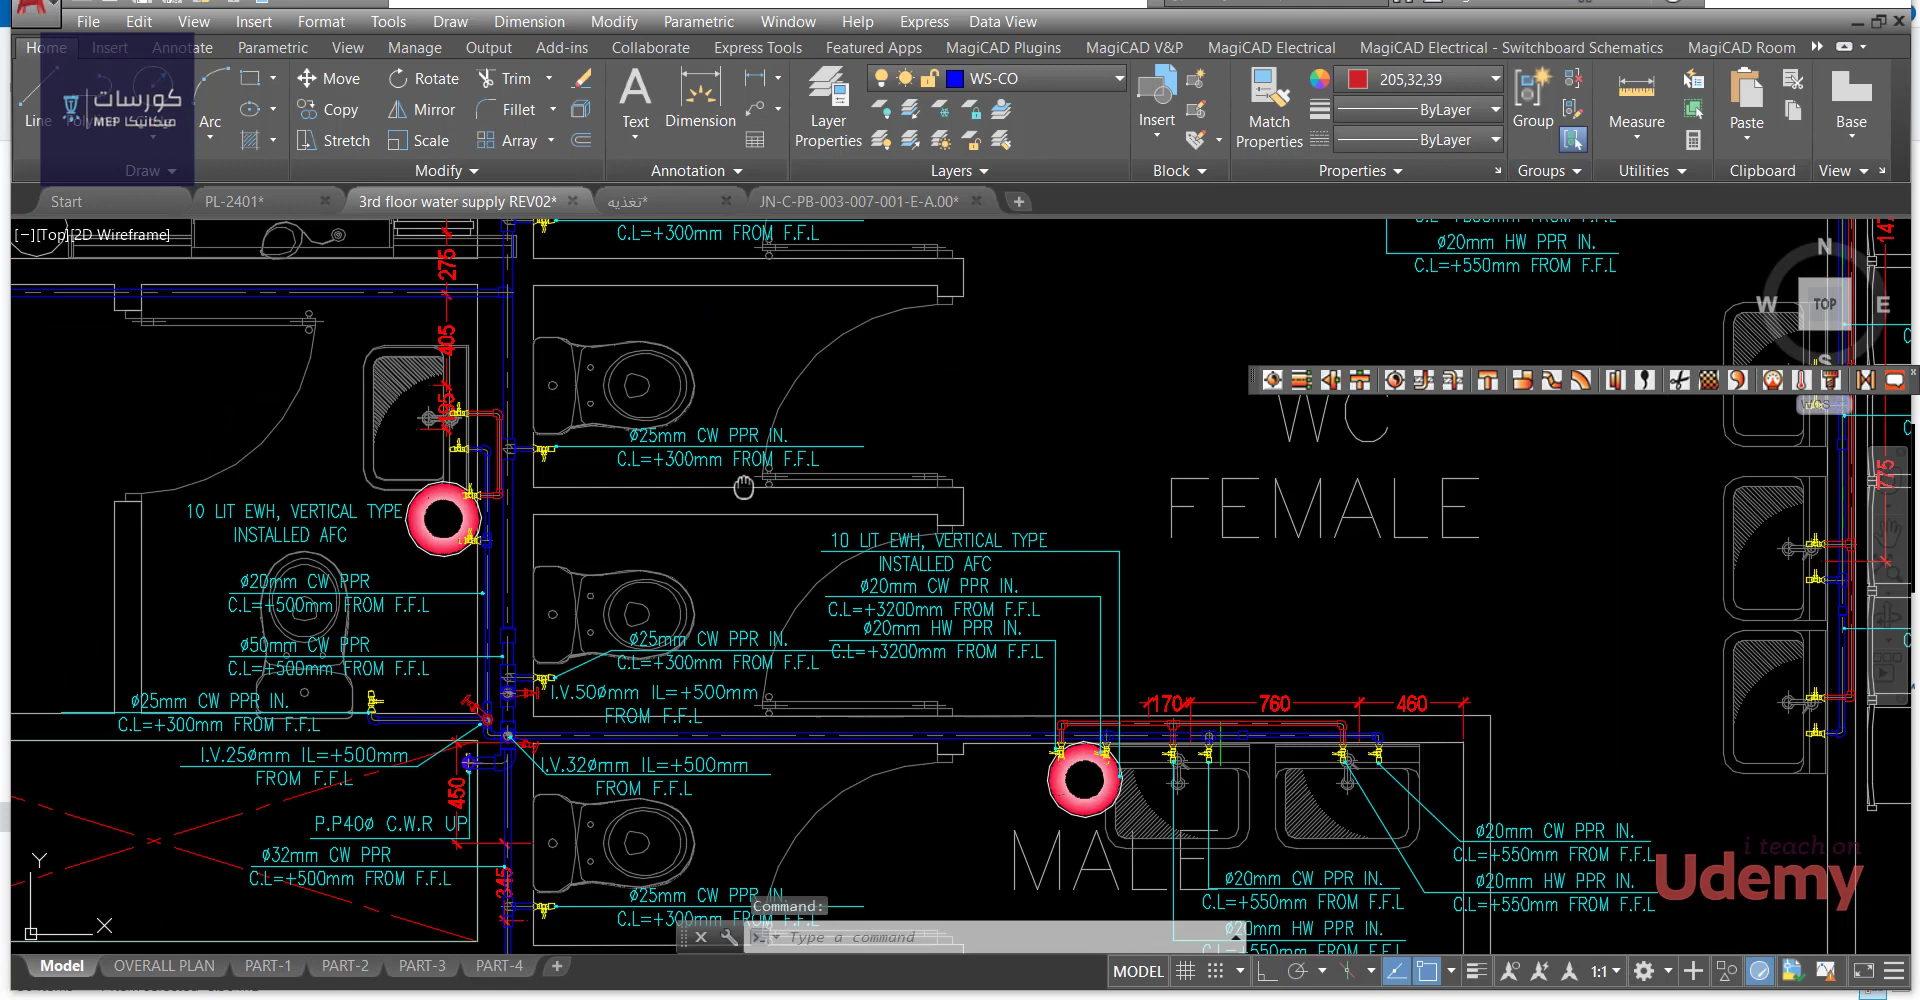 File Edit View Insert Format Tools Draw Dimension Modify Parametric Window Help Express Data View
Home Insert Annotate Parametric View Manage Output Add-ins Collaborate Express Tools Featured Apps MagiCAD Plugins MagiCAD V&P MagiCAD Electrical MagiCAD Electrical - Switchboard Schematics MagiCAD Room
Move Rotate Trim WS-CO 205,32,39
كورسات
ميكانيكا MEP
Line Arc Copy Mirror Fillet Text Dimension Layer Properties Insert Match Properties ByLayer Group Measure Paste Base
Stretch Scale Array ByLayer
Draw Modify Annotation Layers Block Properties Groups Utilities Clipboard View
Start PL-2401* 3rd floor water supply REV02* تغذيه* JN-C-PB-003-007-001-E-A.00*
[−][Top][2D Wireframe]
C.L=+300mm FROM F.F.L
ø20mm HW PPR IN.
C.L=+550mm FROM F.F.L
275
405
N
W TOP E
S
WC
FEMALE
775
ø25mm CW PPR IN.
C.L=+300mm FROM F.F.L
10 LIT EWH, VERTICAL TYPE
INSTALLED AFC
10 LIT EWH, VERTICAL TYPE
INSTALLED AFC
ø20mm CW PPR
C.L=+500mm FROM F.F.L
ø20mm CW PPR IN.
C.L=+3200mm FROM F.F.L
ø20mm HW PPR IN.
C.L=+3200mm FROM F.F.L
ø50mm CW PPR
C.L=+500mm FROM F.F.L
ø25mm CW PPR IN.
C.L=+300mm FROM F.F.L
ø25mm CW PPR IN.
C.L=+300mm FROM F.F.L
I.V.50ø IL=+500mm
FROM F.F.L
170 760 460
I.V.25ømm IL=+500mm
FROM F.F.L
I.V.32ømm IL=+500mm
FROM F.F.L
450
P.P40ø C.W.R UP
ø32mm CW PPR
C.L=+500mm FROM F.F.L
345
MALE
ø20mm CW PPR IN.
C.L=+550mm FROM F.F.L
ø20mm HW PPR IN.
C.L=+550mm FROM F.F.L
i teach on
Udemy
ø20mm CW PPR IN.
C.L=+550mm FROM F.F.L
ø20mm HW PPR IN.
ø25mm CW PPR IN.
C.L=+300mm FROM F.F.L
Command:
Type a command
Y
X
Model OVERALL PLAN PART-1 PART-2 PART-3 PART-4 MODEL 1:1